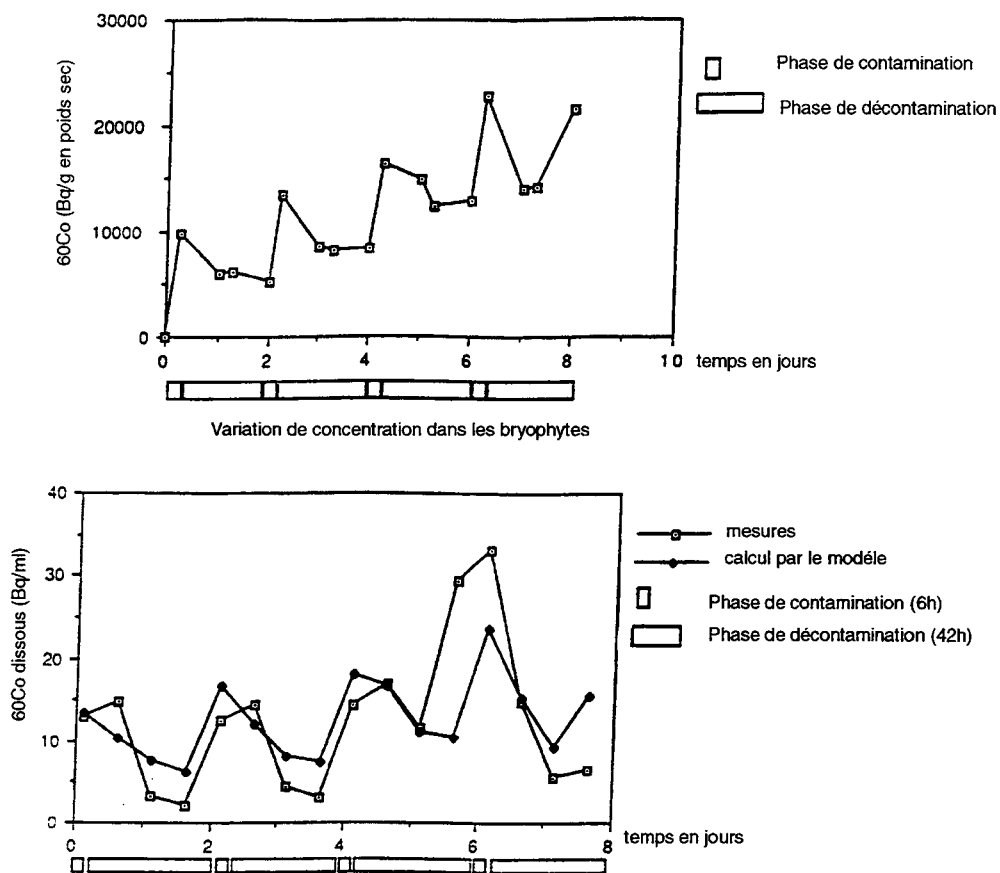 30000
20000
10000
0
60Co (Bq/g en poids sec)
0 2 4 6 8 10 temps en jours
Phase de contamination
Phase de décontamination
Variation de concentration dans les bryophytes
40
30
20
10
0
60Co dissous (Bq/ml)
0 2 4 6 8 temps en jours
mesures
calcul par le modéle
Phase de contamination (6h)
Phase de décontamination (42h)